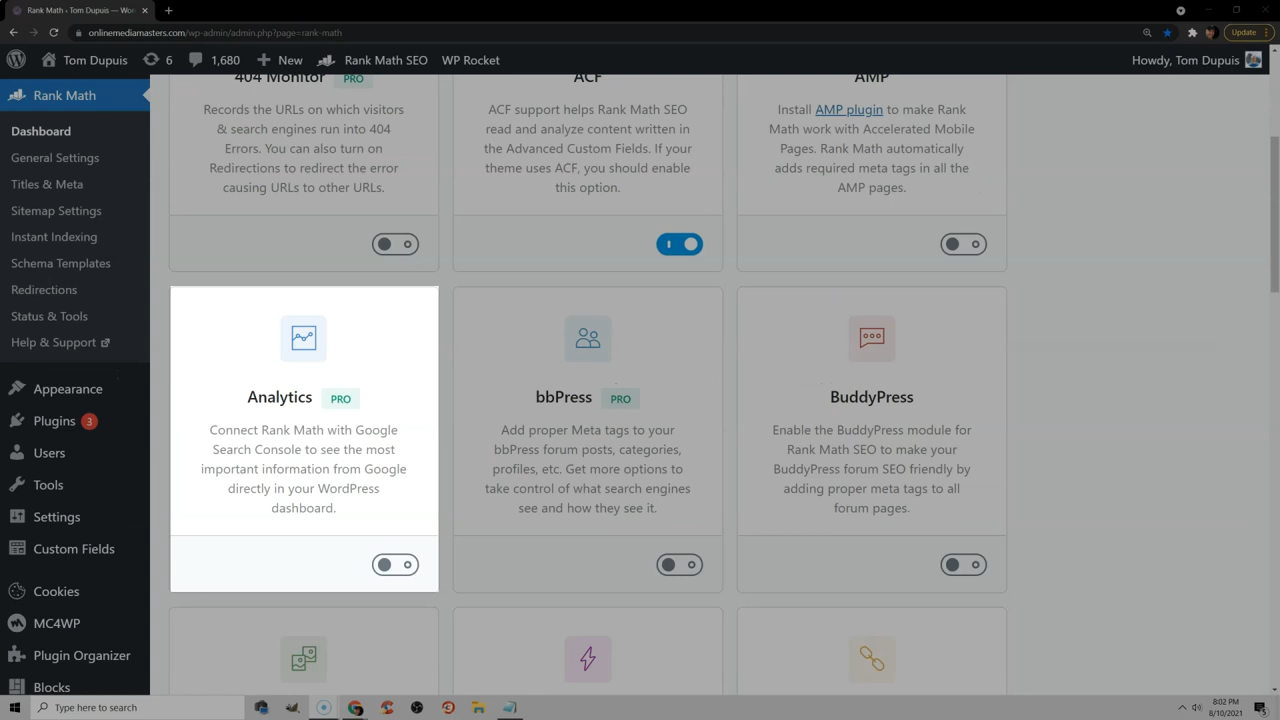 Rank Math ‹ Tom Dupuis — Wor
onlinemediamasters.com/wp-admin/admin.php?page=rank-math
Update
Tom Dupuis
6
1,680
New
Rank Math SEO
WP Rocket
Howdy, Tom Dupuis
Rank Math
Dashboard
General Settings
Titles & Meta
Sitemap Settings
Instant Indexing
Schema Templates
Redirections
Status & Tools
Help & Support
Appearance
Plugins 3
Users
Tools
Settings
Custom Fields
Cookies
MC4WP
Plugin Organizer
Blocks
404 Monitor PRO
Records the URLs on which visitors
& search engines run into 404
Errors. You can also turn on
Redirections to redirect the error
causing URLs to other URLs.
ACF
ACF support helps Rank Math SEO
read and analyze content written in
the Advanced Custom Fields. If your
theme uses ACF, you should enable
this option.
AMP
Install AMP plugin to make Rank
Math work with Accelerated Mobile
Pages. Rank Math automatically
adds required meta tags in all the
AMP pages.
Analytics PRO
Connect Rank Math with Google
Search Console to see the most
important information from Google
directly in your WordPress
dashboard.
bbPress PRO
Add proper Meta tags to your
bbPress forum posts, categories,
profiles, etc. Get more options to
take control of what search engines
see and how they see it.
BuddyPress
Enable the BuddyPress module for
Rank Math SEO to make your
BuddyPress forum SEO friendly by
adding proper meta tags to all
forum pages.
Type here to search
8:02 PM
8/10/2021